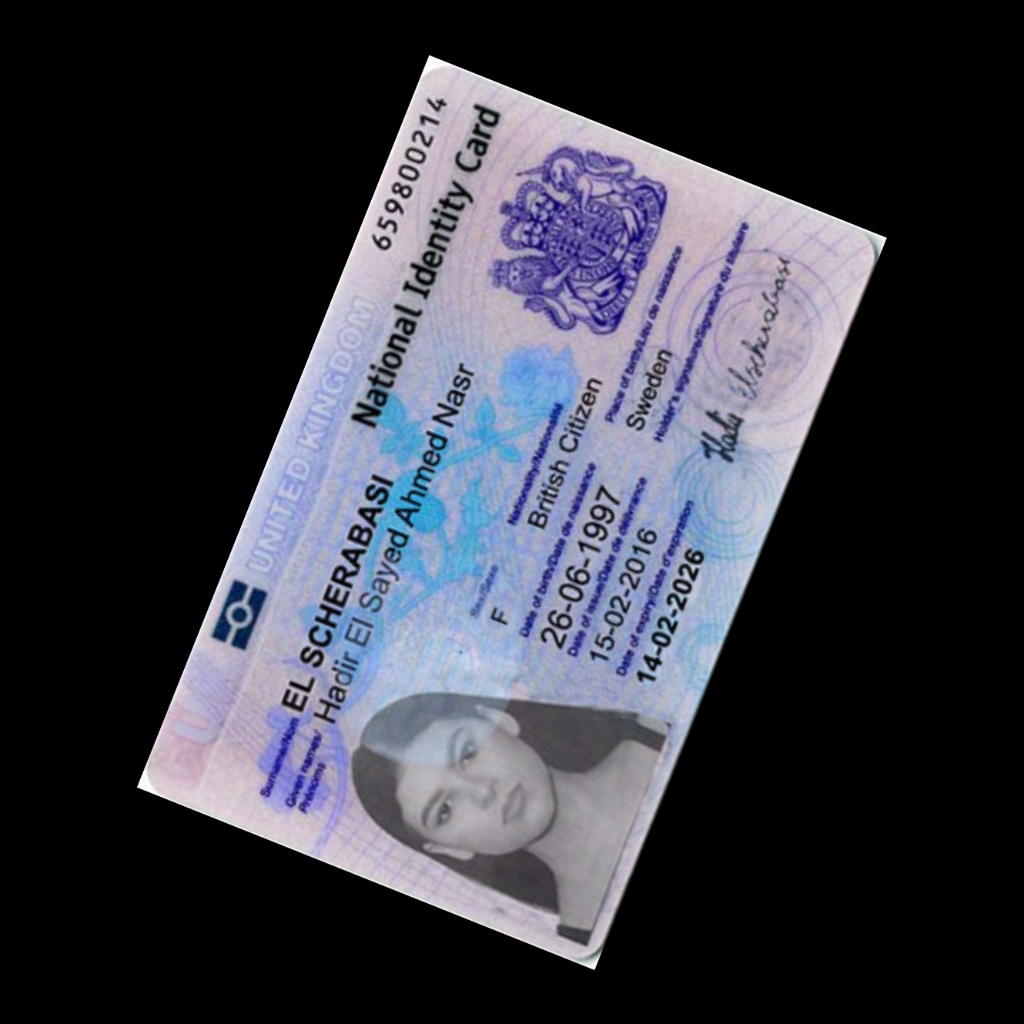 659800214
UNITED KINGDOM
National Identity Card
Surname/Nom
EL SCHERABASI
Given names/
Prénoms
Hadir El Sayed Ahmed Nasr
Sex/Sexe
F
Nationality/Nationalité
British Citizen
Date of birth/Date de naissance
26-06-1997
Place of birth/Lieu de naissance
Sweden
Date of issue/Date de délivrance
15-02-2016
Holder's signature/Signature du titulaire
Hadir Elscherabasi
Date of expiry/Date d'expiration
14-02-2026